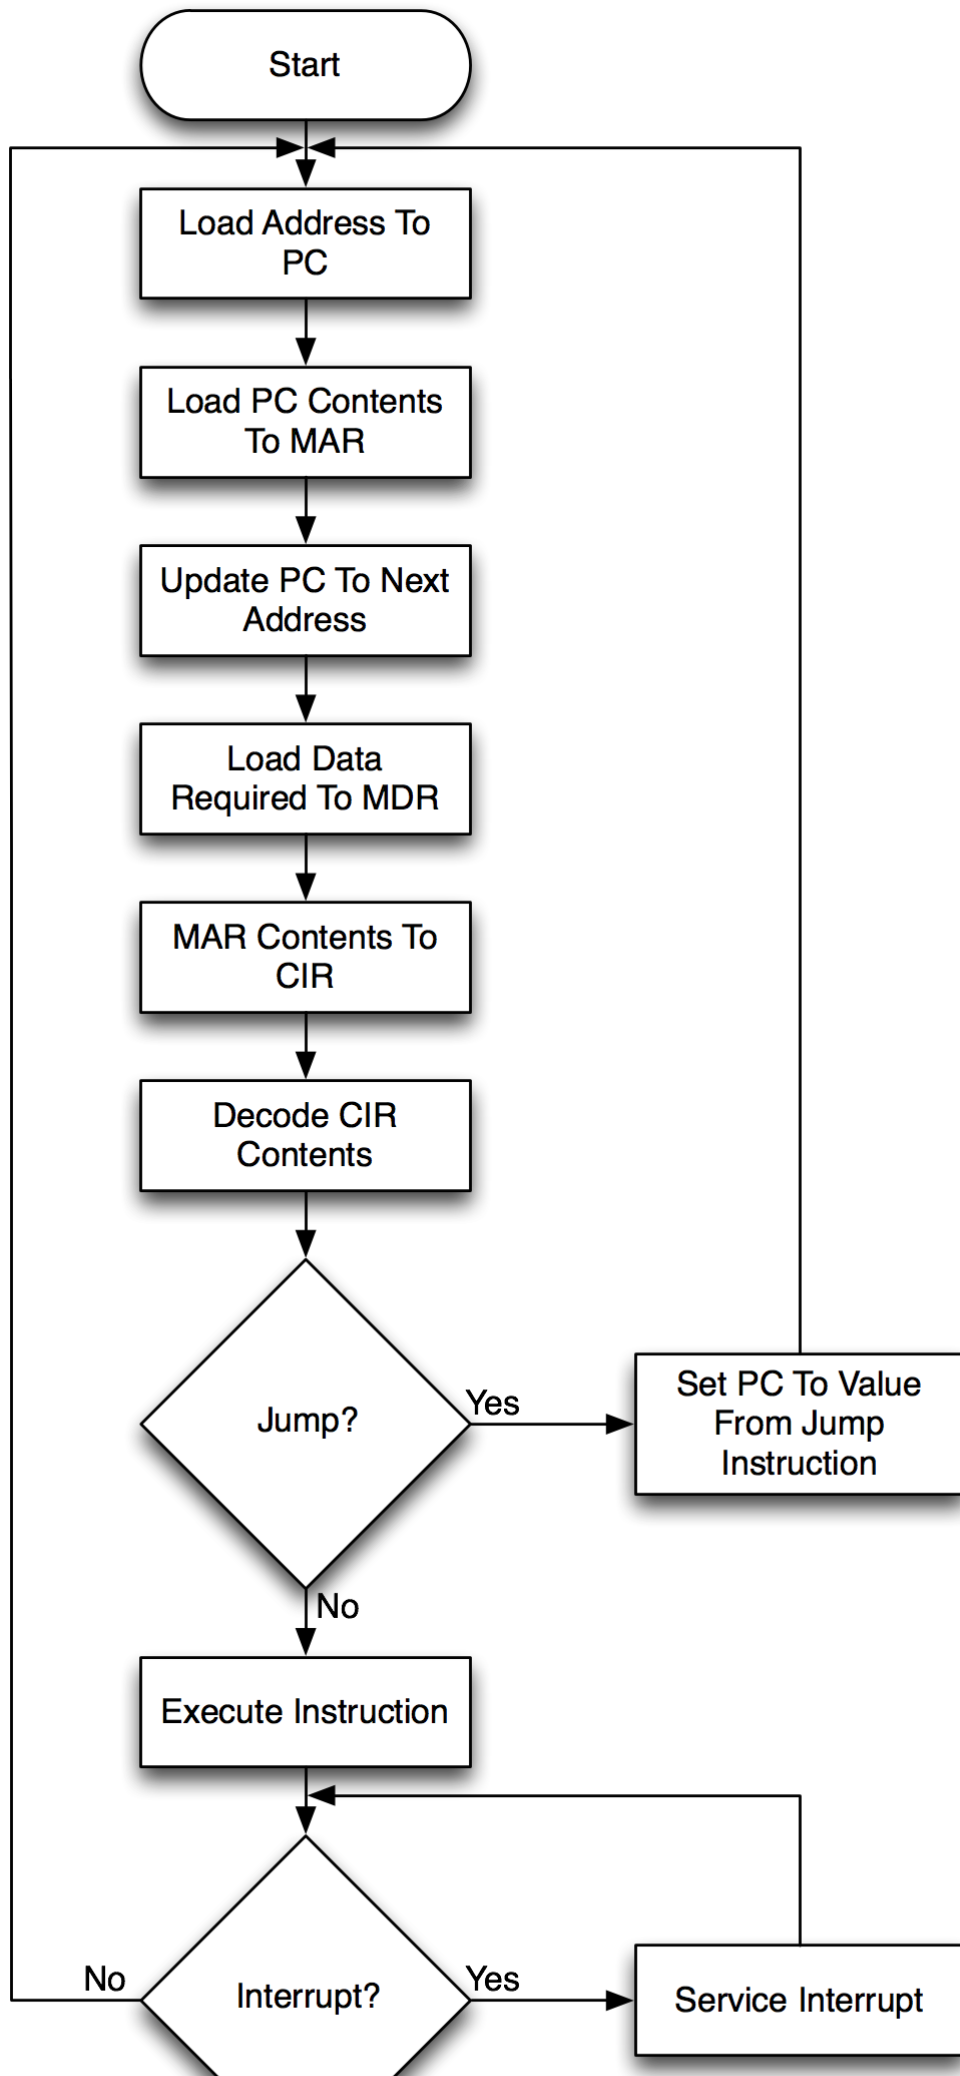 Start
Load Address To
PC
Load PC Contents
To MAR
Update PC To Next
Address
Load Data
Required To MDR
MAR Contents To
CIR
Decode CIR
Contents
Jump?
Yes
Set PC To Value
From Jump
Instruction
No
Execute Instruction
No
Interrupt?
Yes
Service Interrupt